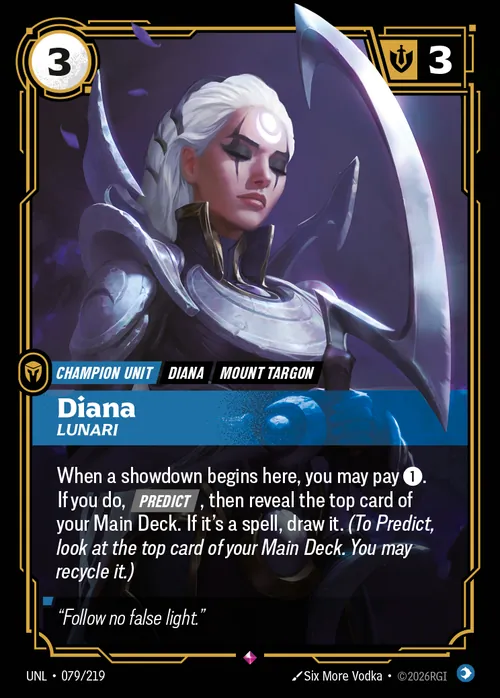 3
3
CHAMPION UNIT DIANA MOUNT TARGON
Diana
LUNARI
When a showdown begins here, you may pay 1.
If you do, PREDICT, then reveal the top card of
your Main Deck. If it's a spell, draw it. (To Predict,
look at the top card of your Main Deck. You may
recycle it.)
“Follow no false light.”
UNL • 079/219
Six More Vodka • ©2026RGI